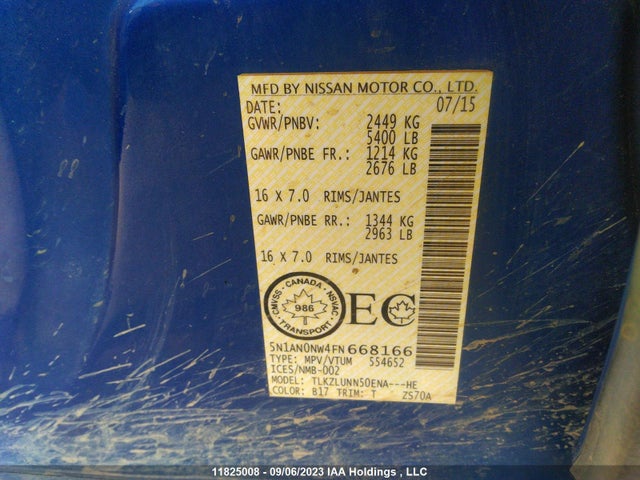 MFD BY NISSAN MOTOR CO., LTD.
DATE: 07/15
GVWR/PNBV: 2449 KG
5400 LB
GAWR/PNBE FR.: 1214 KG
2676 LB
16 X 7.0 RIMS/JANTES
GAWR/PNBE RR.: 1344 KG
2963 LB
16 X 7.0 RIMS/JANTES
CANADA
CMVSS NSVAC
986
TRANSPORT
EC
5N1AN0NW4FN668166
TYPE: MPV/VTUM 554652
ICES/NMB-002
MODEL: TLKZLUNN50ENA---HE
COLOR: B17 TRIM: T ZS70A
11825008 - 09/06/2023 IAA Holdings , LLC